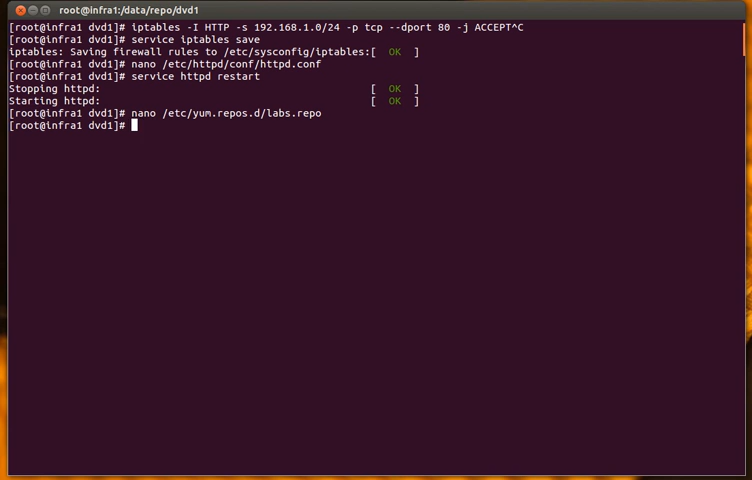 root@infra1:/data/repo/dvd1
[root@infra1 dvd1]# iptables -I HTTP -s 192.168.1.0/24 -p tcp --dport 80 -j ACCEPT^C
[root@infra1 dvd1]# service iptables save
iptables: Saving firewall rules to /etc/sysconfig/iptables:[  OK  ]
[root@infra1 dvd1]# nano /etc/httpd/conf/httpd.conf
[root@infra1 dvd1]# service httpd restart
Stopping httpd:                                            [  OK  ]
Starting httpd:                                            [  OK  ]
[root@infra1 dvd1]# nano /etc/yum.repos.d/labs.repo
[root@infra1 dvd1]#